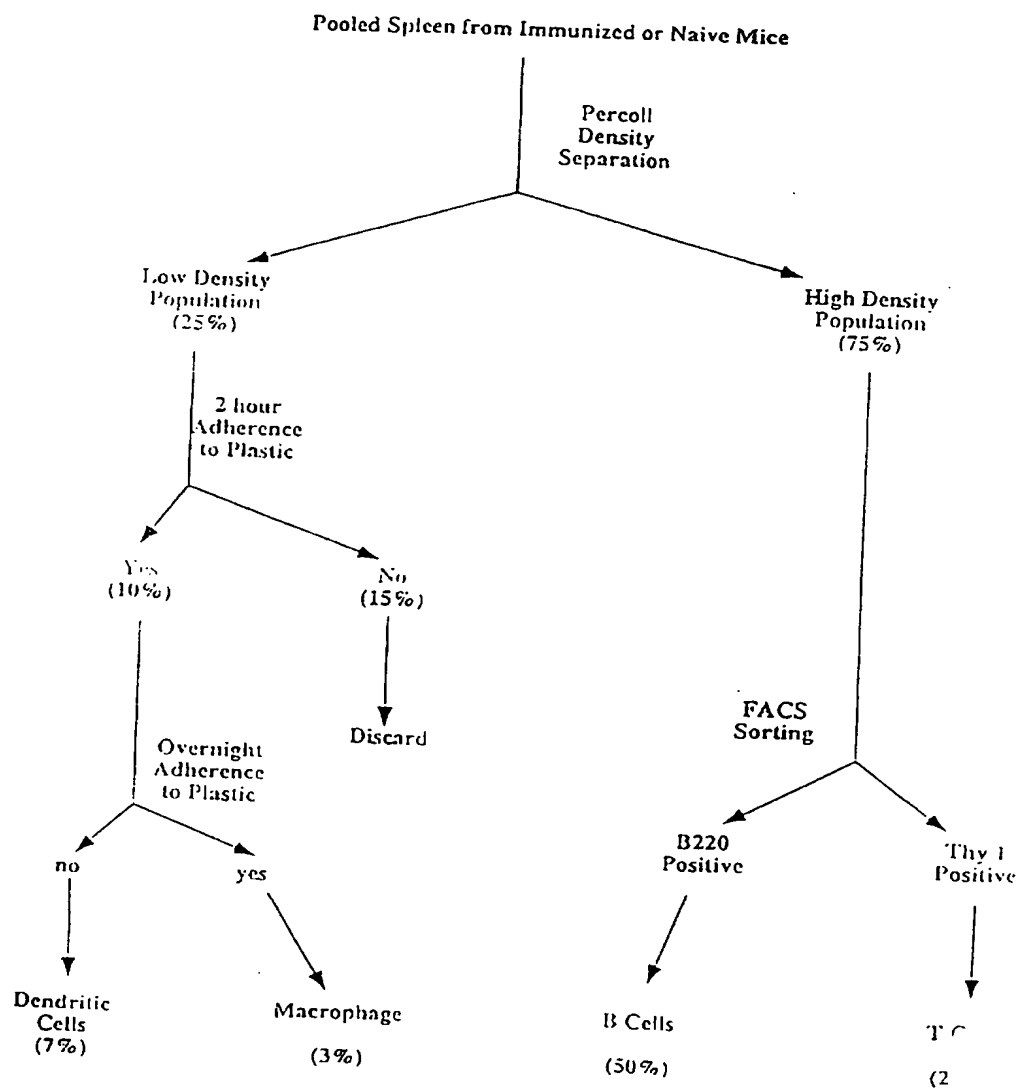 Pooled Spleen from Immunized or Naive Mice
Percoll
Density
Separation
Low Density
Population
(25%)
High Density
Population
(75%)
2 hour
Adherence
to Plastic
Yes
(10%)
No
(15%)
Discard
FACS
Sorting
Overnight
Adherence
to Plastic
no
yes
B220
Positive
Thy 1
Positive
Dendritic
Cells
(7%)
Macrophage
(3%)
B Cells
(50%)
T C
(2